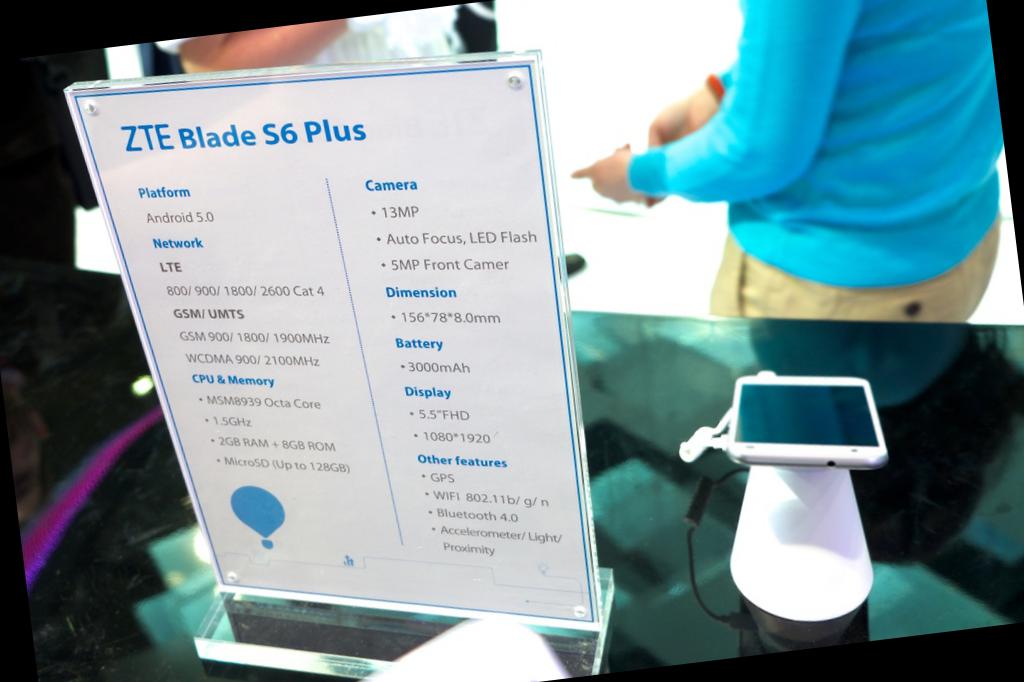 ZTE Blade S6 Plus
Platform
Android 5.0
Network
LTE
800/ 900/ 1800/ 2600 Cat 4
GSM/ UMTS
GSM 900/ 1800/ 1900MHz
WCDMA 900/ 2100MHz
CPU & Memory
• MSM8939 Octa Core
• 1.5GHz
• 2GB RAM + 8GB ROM
• MicroSD (Up to 128GB)
Camera
• 13MP
• Auto Focus, LED Flash
• 5MP Front Camer
Dimension
• 156*78*8.0mm
Battery
• 3000mAh
Display
• 5.5"FHD
• 1080*1920
Other features
• GPS
• WIFI 802.11b/ g/ n
• Bluetooth 4.0
• Accelerometer/ Light/
Proximity